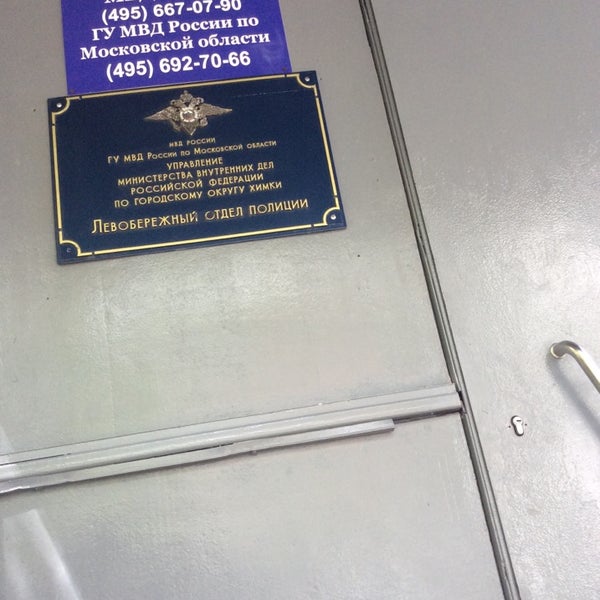 (495) 667-07-90
ГУ МВД России по
Московской области
(495) 692-70-66
МВД РОССИИ
ГУ МВД России по Московской области
УПРАВЛЕНИЕ
МИНИСТЕРСТВА ВНУТРЕННИХ ДЕЛ
РОССИЙСКОЙ ФЕДЕРАЦИИ
ПО ГОРОДСКОМУ ОКРУГУ ХИМКИ
ЛЕВОБЕРЕЖНЫЙ ОТДЕЛ ПОЛИЦИИ